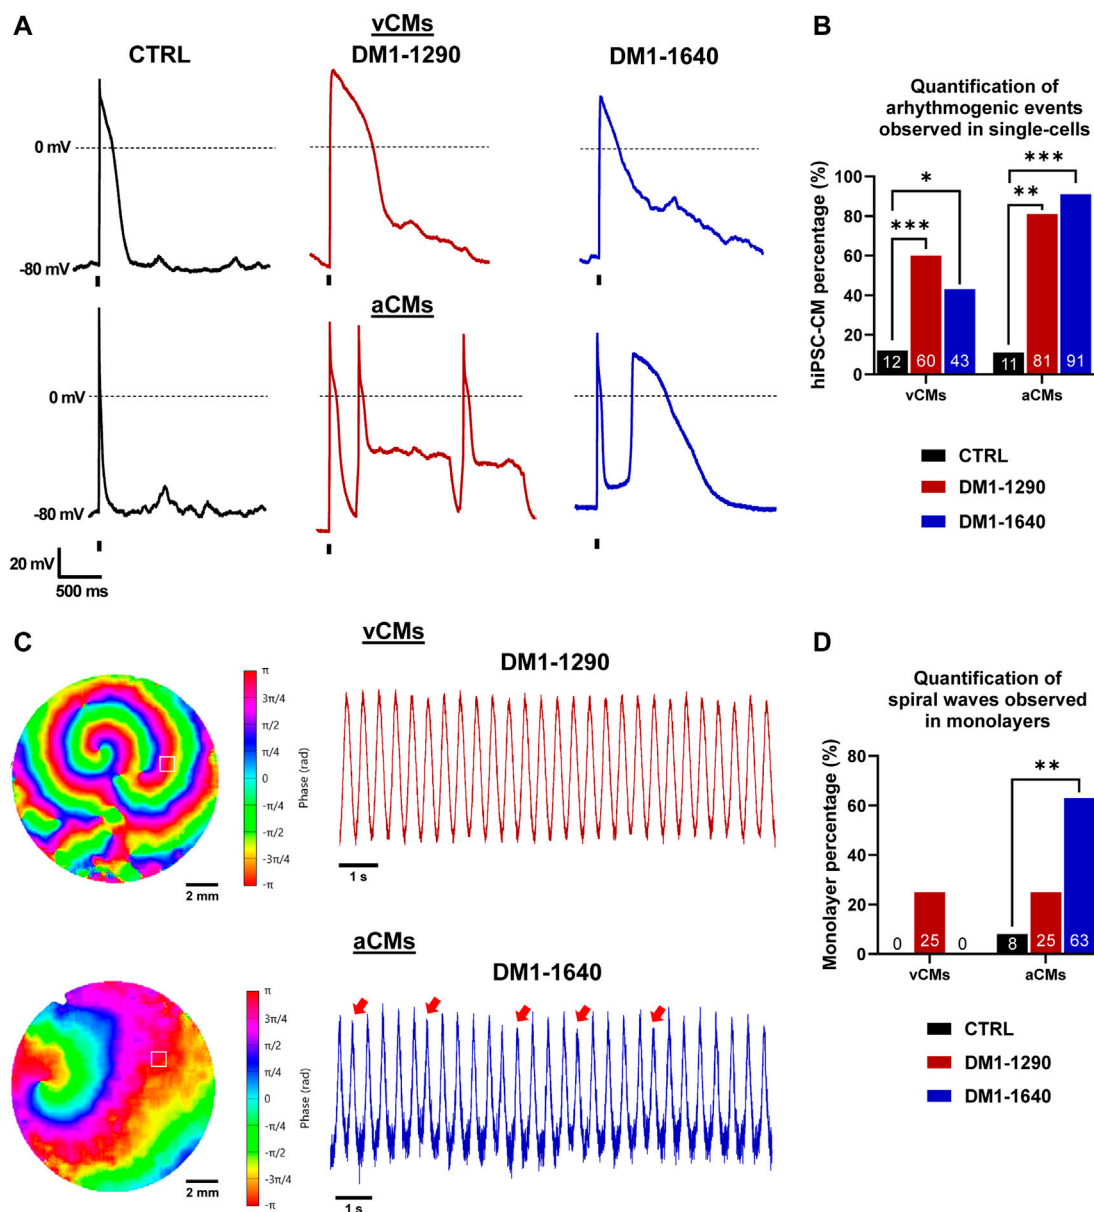 A
vCMs
CTRL
DM1-1290
DM1-1640
0 mV
-80 mV
aCMs
0 mV
-80 mV
20 mV
500 ms
B
Quantification of
arhythmogenic events
observed in single-cells
hiPSC-CM percentage (%)
100
80
60
40
20
0
*
***
***
**
12
60
43
11
81
91
vCMs
aCMs
CTRL
DM1-1290
DM1-1640
C
vCMs
DM1-1290
π
3π/4
π/2
π/4
0
-π/4
-π/2
-3π/4
-π
Phase (rad)
2 mm
1 s
aCMs
DM1-1640
π
3π/4
π/2
π/4
0
-π/4
-π/2
-3π/4
-π
Phase (rad)
2 mm
1 s
D
Quantification of
spiral waves observed
in monolayers
Monolayer percentage (%)
80
60
40
20
0
**
0
25
0
8
25
63
vCMs
aCMs
CTRL
DM1-1290
DM1-1640